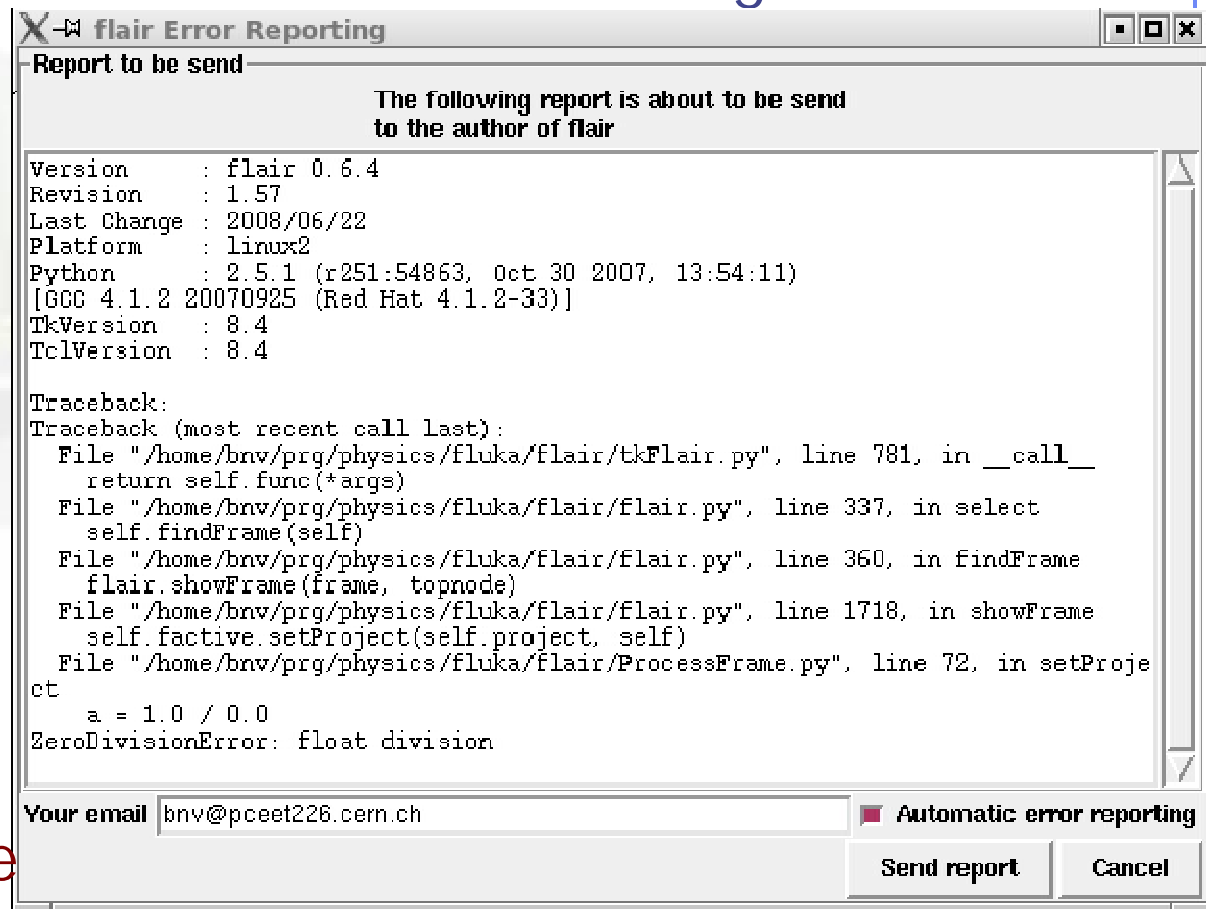 g
flair Error Reporting
Report to be send
The following report is about to be send
to the author of flair
Version : flair 0.6.4
Revision : 1.57
Last Change : 2008/06/22
Platform : linux2
Python : 2.5.1 (r251:54863, Oct 30 2007, 13:54:11)
[GCC 4.1.2 20070925 (Red Hat 4.1.2-33)]
TkVersion : 8.4
TclVersion : 8.4
Traceback:
Traceback (most recent call last):
File "/home/bnv/prg/physics/fluka/flair/tkFlair.py", line 781, in __call__
return self.func(*args)
File "/home/bnv/prg/physics/fluka/flair/flair.py", line 337, in select
self.findFrame(self)
File "/home/bnv/prg/physics/fluka/flair/flair.py", line 360, in findFrame
flair.showFrame(frame, topnode)
File "/home/bnv/prg/physics/fluka/flair/flair.py", line 1718, in showFrame
self.factive.setProject(self.project, self)
File "/home/bnv/prg/physics/fluka/flair/ProcessFrame.py", line 72, in setProje
ct
a = 1.0 / 0.0
ZeroDivisionError: float division
Your email bnv@pceet226.cern.ch Automatic error reporting
e
Send report Cancel